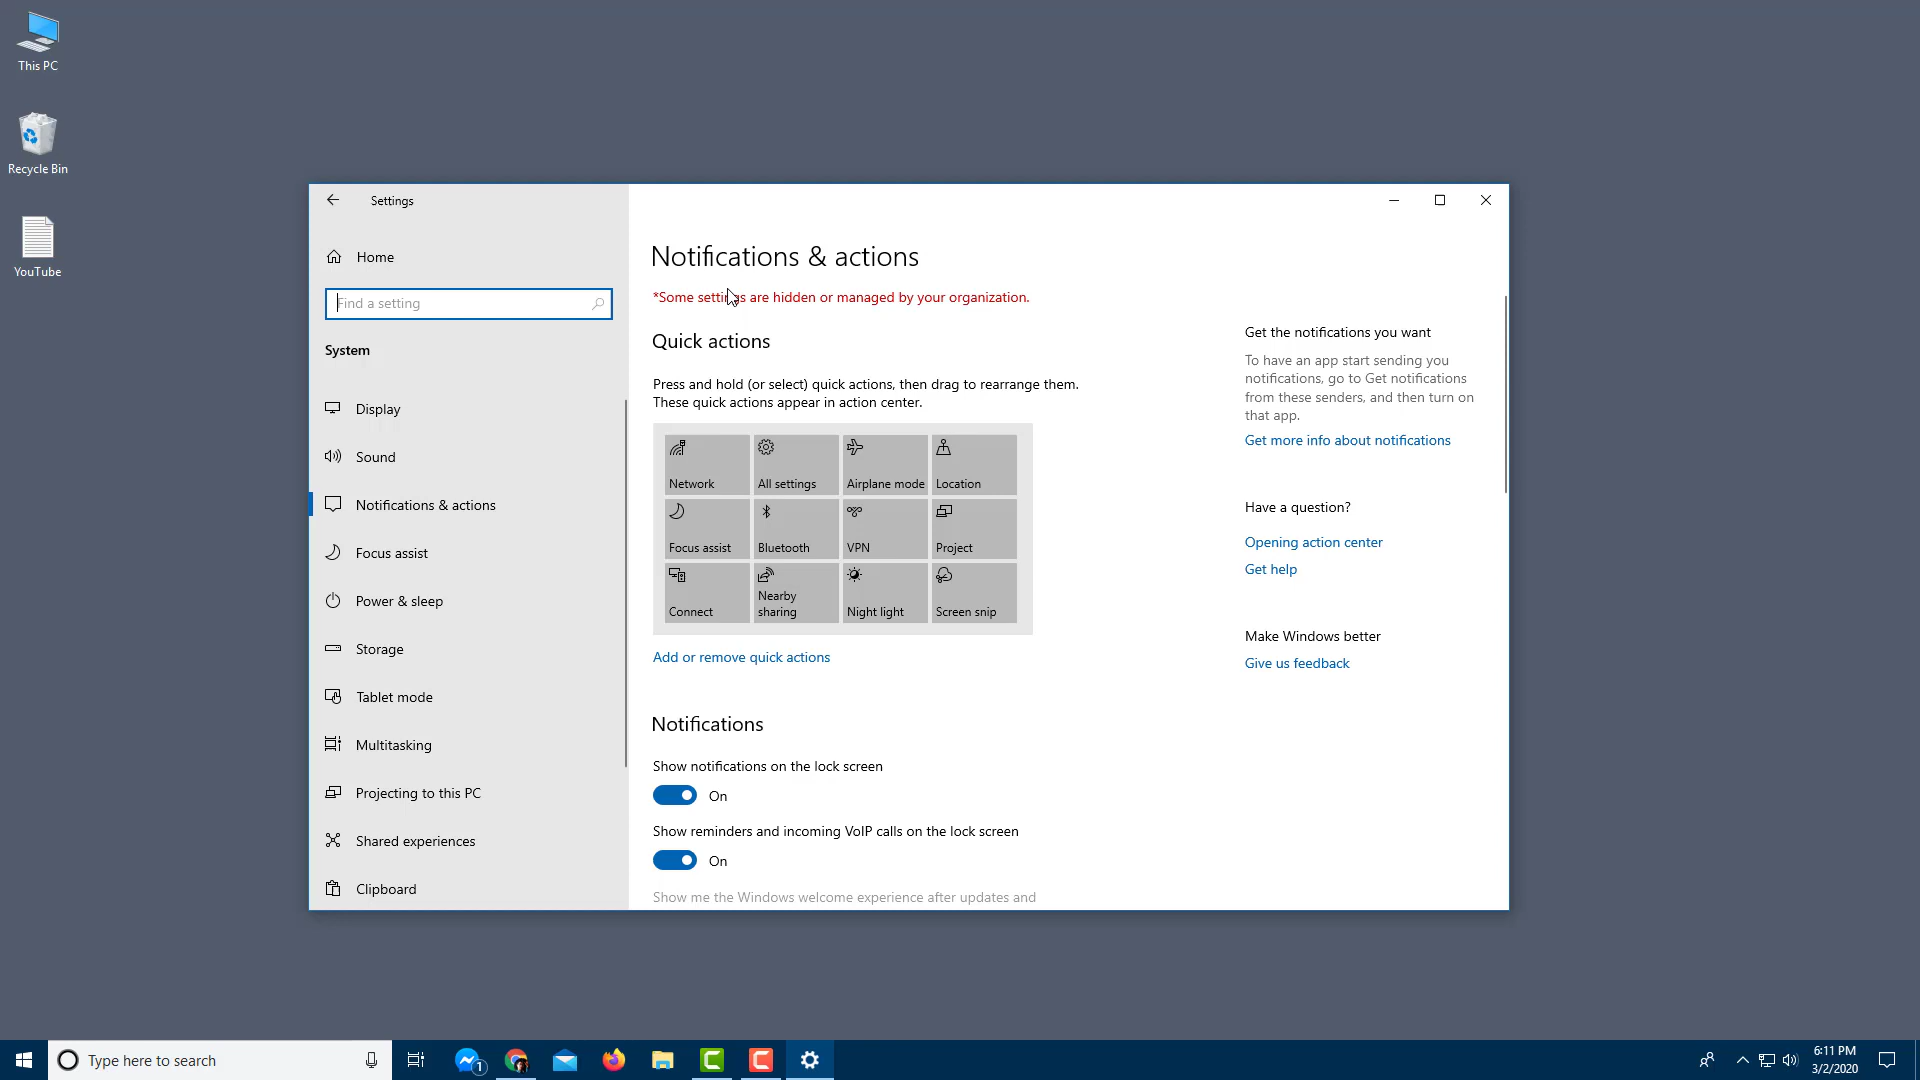 This PC
Recycle Bin
YouTube
Settings
Home
Find a setting
System
Display
Sound
Notifications & actions
Focus assist
Power & sleep
Storage
Tablet mode
Multitasking
Projecting to this PC
Shared experiences
Clipboard
Notifications & actions
*Some settings are hidden or managed by your organization.
Quick actions
Press and hold (or select) quick actions, then drag to rearrange them.
These quick actions appear in action center.
Network
All settings
Airplane mode
Location
Focus assist
Bluetooth
VPN
Project
Connect
Nearby
sharing
Night light
Screen snip
Add or remove quick actions
Notifications
Show notifications on the lock screen
On
Show reminders and incoming VoIP calls on the lock screen
On
Show me the Windows welcome experience after updates and
Get the notifications you want
To have an app start sending you
notifications, go to Get notifications
from these senders, and then turn on
that app.
Get more info about notifications
Have a question?
Opening action center
Get help
Make Windows better
Give us feedback
Type here to search
1
6:11 PM
3/2/2020